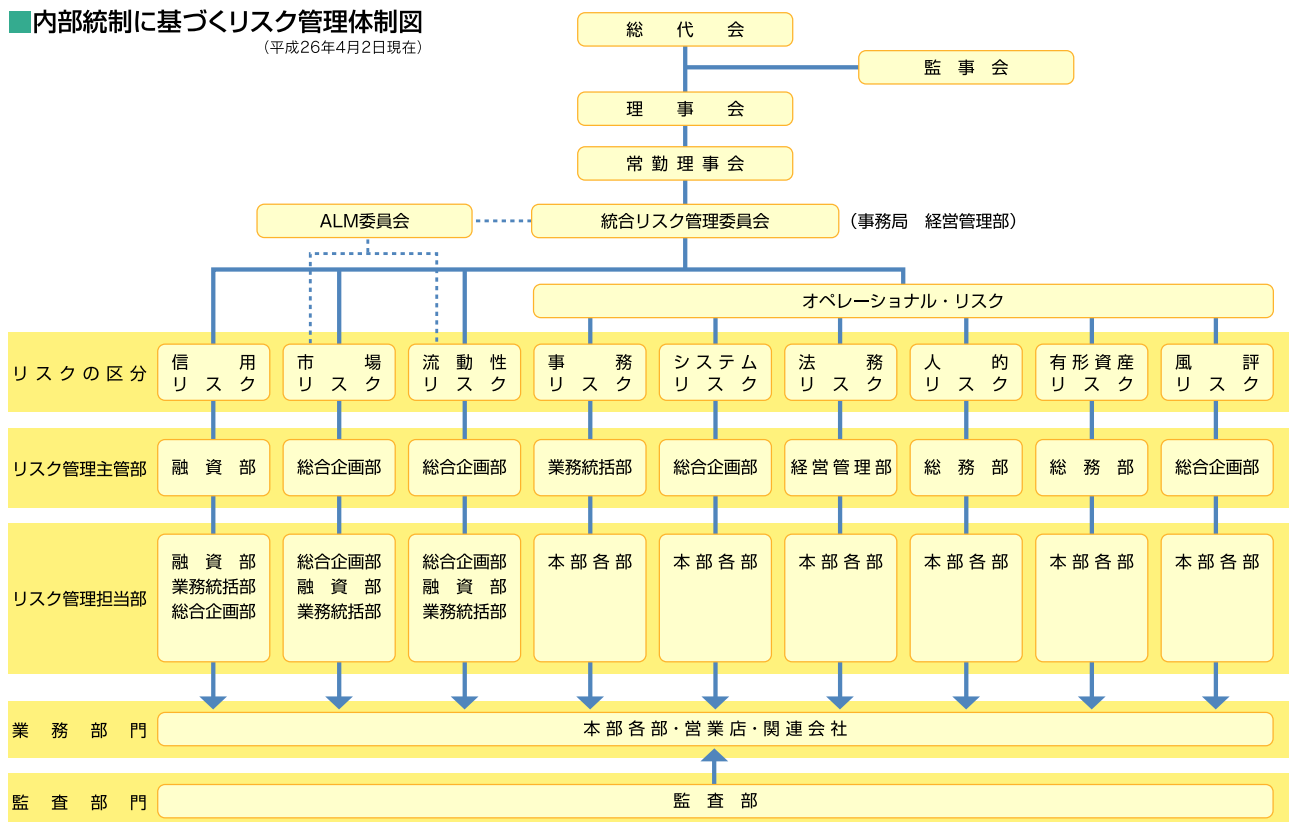 ■内部統制に基づくリスク管理体制図
（平成26年4月2日現在）
総代会
監事会
理事会
常勤理事会
ALM委員会
統合リスク管理委員会
（事務局　経営管理部）
オペレーショナル・リスク
リスクの区分
信用
リスク
市場
リスク
流動性
リスク
事務
リスク
システム
リスク
法務
リスク
人的
リスク
有形資産
リスク
風評
リスク
リスク管理主管部
融資部
総合企画部
総合企画部
業務統括部
総合企画部
経営管理部
総務部
総務部
総合企画部
リスク管理担当部
融資部
業務統括部
総合企画部
総合企画部
融資部
業務統括部
総合企画部
融資部
業務統括部
本部各部
本部各部
本部各部
本部各部
本部各部
本部各部
業務部門
本部各部・営業店・関連会社
監査部門
監査部